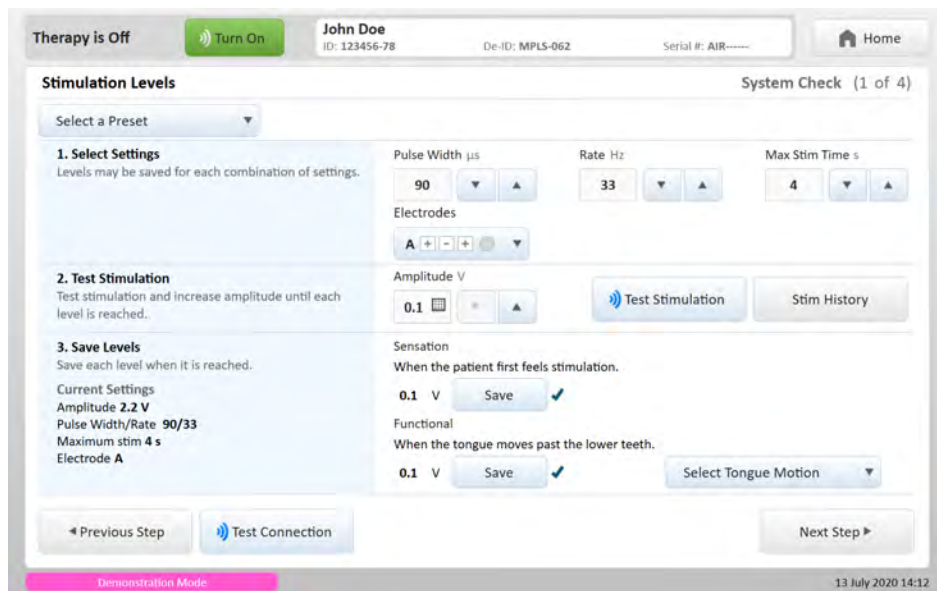 Therapy is Off
Turn On
John Doe
ID: 123456-78 De-ID: MPLS-062 Serial #: AIR------
Home
Stimulation Levels
System Check (1 of 4)
Select a Preset
1. Select Settings
Levels may be saved for each combination of settings.
Pulse Width µs Rate Hz Max Stim Time s
90 33 4
Electrodes
A + - +
2. Test Stimulation
Test stimulation and increase amplitude until each
level is reached.
Amplitude V
0.1
Test Stimulation
Stim History
3. Save Levels
Save each level when it is reached.
Current Settings
Amplitude 2.2 V
Pulse Width/Rate 90/33
Maximum stim 4 s
Electrode A
Sensation
When the patient first feels stimulation.
0.1 V Save
Functional
When the tongue moves past the lower teeth.
0.1 V Save
Select Tongue Motion
Previous Step
Test Connection
Next Step
Demonstration Mode
13 July 2020 14:12